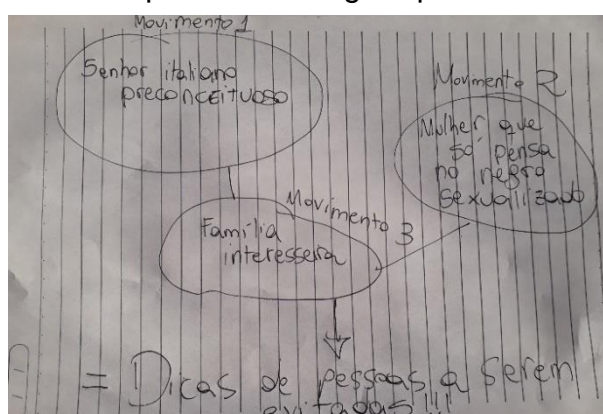 Movimento 1
Senhor italiano
preconceituoso
Movimento 2
Mulher que
só pensa
no negro
sexualizado
Movimento 3
Família
interesseira
= Dicas de pessoas a serem
evitadas!!!